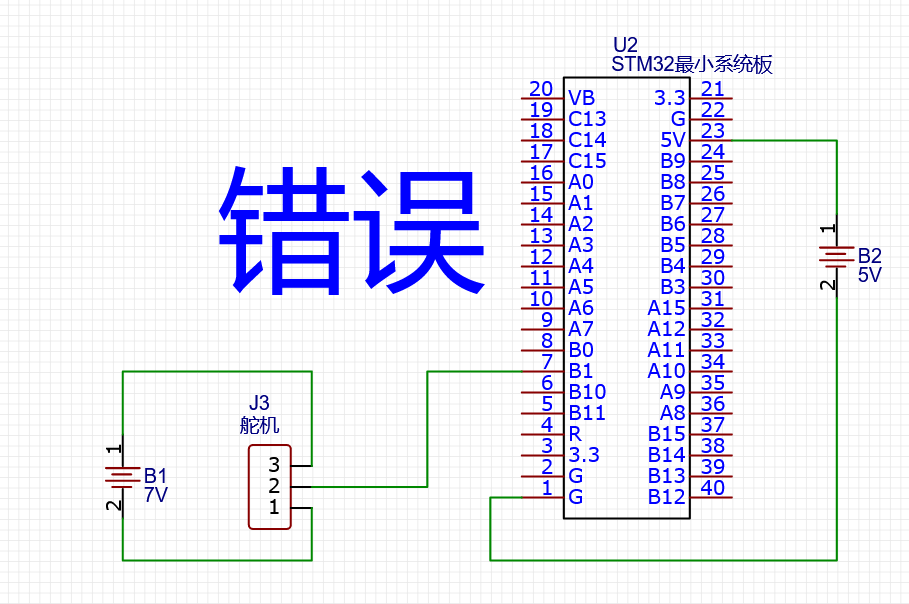 U2
STM32最小系统板
20 VB 3.3 21
19 C13 G 22
18 C14 5V 23
17 C15 B9 24
16 A0 B8 25
15 A1 B7 26
14 A2 B6 27
13 A3 B5 28
12 A4 B4 29
11 A5 B3 30
10 A6 A15 31
9 A7 A12 32
8 B0 A11 33
7 B1 A10 34
6 B10 A9 35
5 B11 A8 36
4 R B15 37
3 3.3 B14 38
2 G B13 39
1 G B12 40
错误
1
B2
5V
2
J3
舵机
3
2
1
1
B1
7V
2